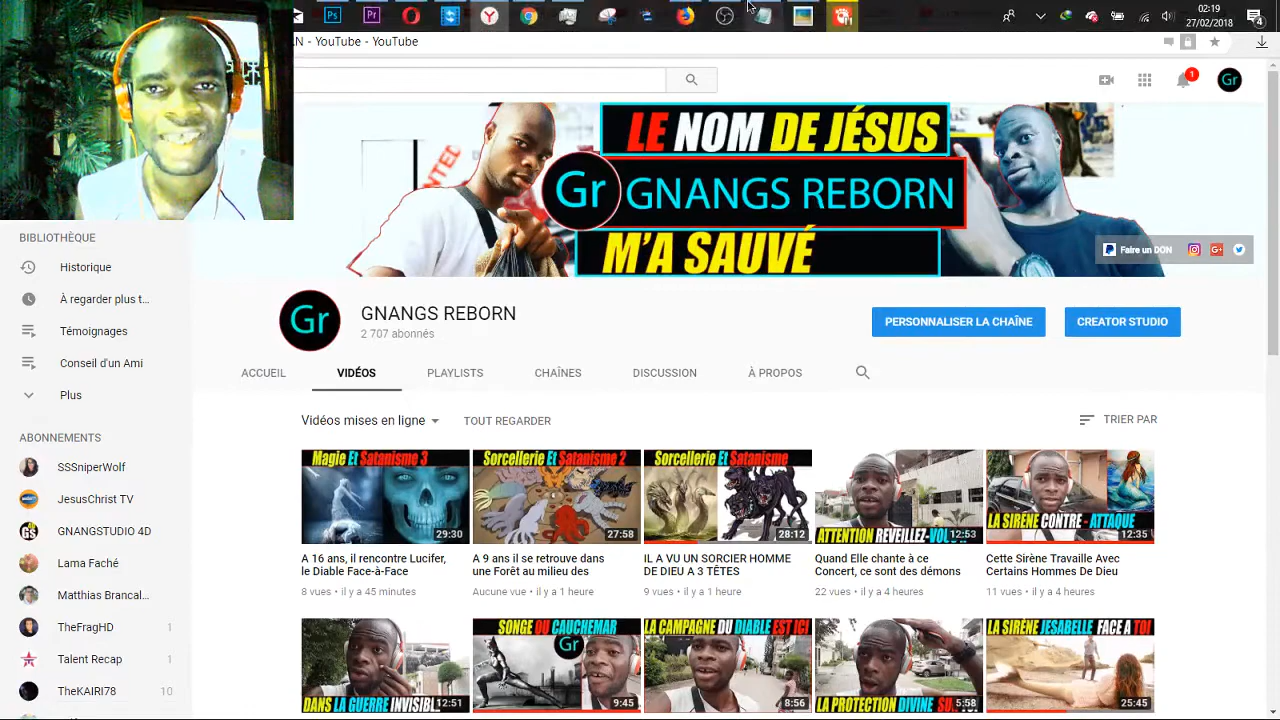 02:19
27/02/2018
4
N - YouTube - YouTube
1
Gr
LE NOM DE JÉSUS
Gr GNANGS REBORN
M'A SAUVÉ
Faire un DON
BIBLIOTHÈQUE
Historique
À regarder plus t...
Témoignages
Conseil d'un Ami
Plus
ABONNEMENTS
SSSniperWolf
JesusChrist TV
GNANGSTUDIO 4D
Lama Faché
Matthias Brancal...
TheFragHD 1
Talent Recap 1
TheKAIRI78 10
Gr
GNANGS REBORN
2 707 abonnés
PERSONNALISER LA CHAÎNE
CREATOR STUDIO
ACCUEIL VIDÉOS PLAYLISTS CHAÎNES DISCUSSION À PROPOS
Vidéos mises en ligne TOUT REGARDER TRIER PAR
Magie Et Satanisme 3
29:30
A 16 ans, il rencontre Lucifer,
le Diable Face-à-Face
8 vues • il y a 45 minutes
Sorcellerie Et Satanisme 2
27:58
A 9 ans il se retrouve dans
une Forêt au milieu des
Aucune vue • il y a 1 heure
Sorcellerie Et Satanisme
28:12
IL A VU UN SORCIER HOMME
DE DIEU A 3 TÊTES
9 vues • il y a 1 heure
ATTENTION REVEILLEZ-VOU
12:53
Quand Elle chante à ce
Concert, ce sont des démons
22 vues • il y a 4 heures
LA SIRÈNE CONTRE - ATTAQUE
12:35
Cette Sirène Travaille Avec
Certains Hommes De Dieu
11 vues • il y a 4 heures
DANS LA GUERRE INVISIBL
12:51
SONGE OU CAUCHEMAR
Gr
9:45
LA CAMPAGNE DU DIABLE EST ICI
8:56
LA PROTECTION DIVINE
5:58
LA SIRÈNE JESABELLE FACE A TOI
25:45